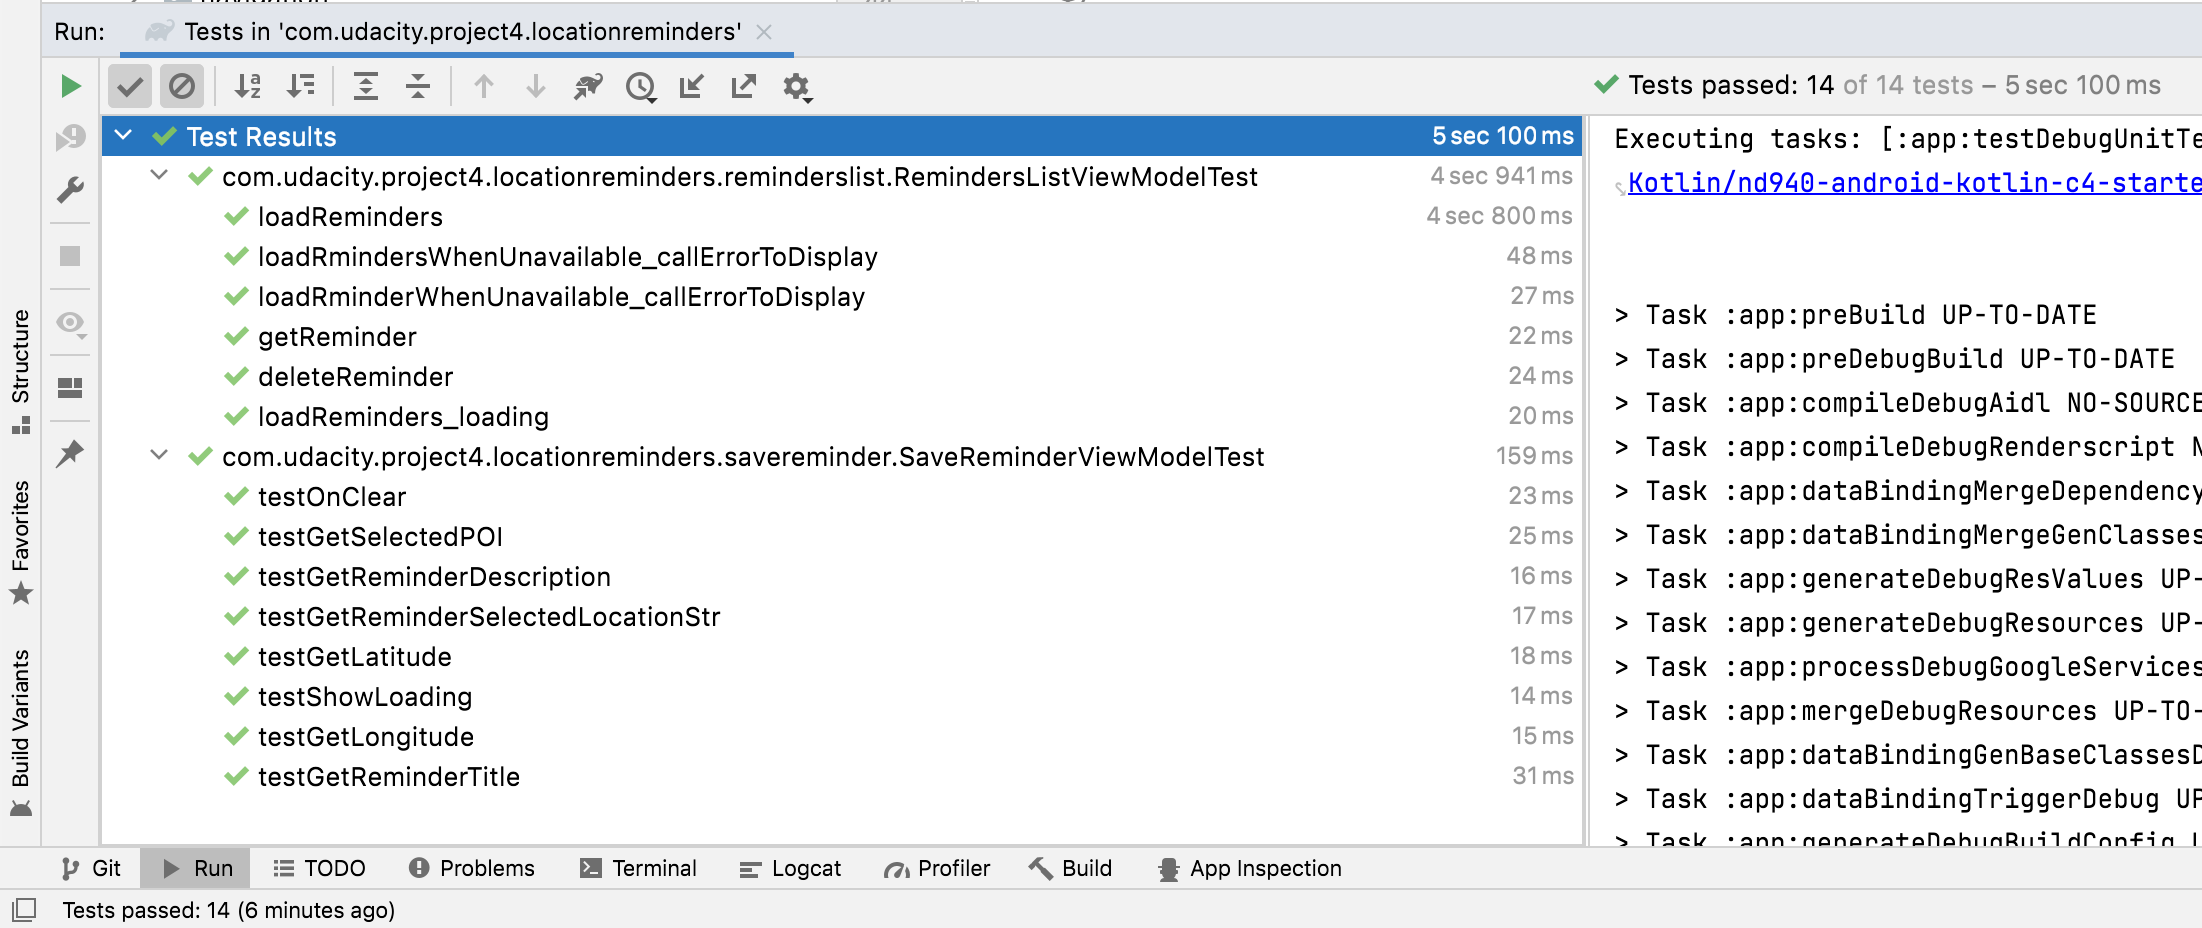 Run:
Tests in 'com.udacity.project4.locationreminders'
Tests passed: 14 of 14 tests – 5 sec 100 ms
Test Results 5 sec 100 ms
com.udacity.project4.locationreminders.reminderslist.RemindersListViewModelTest 4 sec 941 ms
loadReminders 4 sec 800 ms
loadRmindersWhenUnavailable_callErrorToDisplay 48 ms
loadRminderWhenUnavailable_callErrorToDisplay 27 ms
getReminder 22 ms
deleteReminder 24 ms
loadReminders_loading 20 ms
com.udacity.project4.locationreminders.savereminder.SaveReminderViewModelTest 159 ms
testOnClear 23 ms
testGetSelectedPOI 25 ms
testGetReminderDescription 16 ms
testGetReminderSelectedLocationStr 17 ms
testGetLatitude 18 ms
testShowLoading 14 ms
testGetLongitude 15 ms
testGetReminderTitle 31 ms
Executing tasks: [:app:testDebugUnitTe
Kotlin/nd940-android-kotlin-c4-starte
> Task :app:preBuild UP-TO-DATE
> Task :app:preDebugBuild UP-TO-DATE
> Task :app:compileDebugAidl NO-SOURCE
> Task :app:compileDebugRenderscript N
> Task :app:dataBindingMergeDependency
> Task :app:dataBindingMergeGenClasses
> Task :app:generateDebugResValues UP-
> Task :app:generateDebugResources UP-
> Task :app:processDebugGoogleServices
> Task :app:mergeDebugResources UP-TO-
> Task :app:dataBindingGenBaseClassesD
> Task :app:dataBindingTriggerDebug UP
> Task :app:generateDebugBuildConfig U
Structure
Favorites
Build Variants
Git
Run
TODO
Problems
Terminal
Logcat
Profiler
Build
App Inspection
Tests passed: 14 (6 minutes ago)